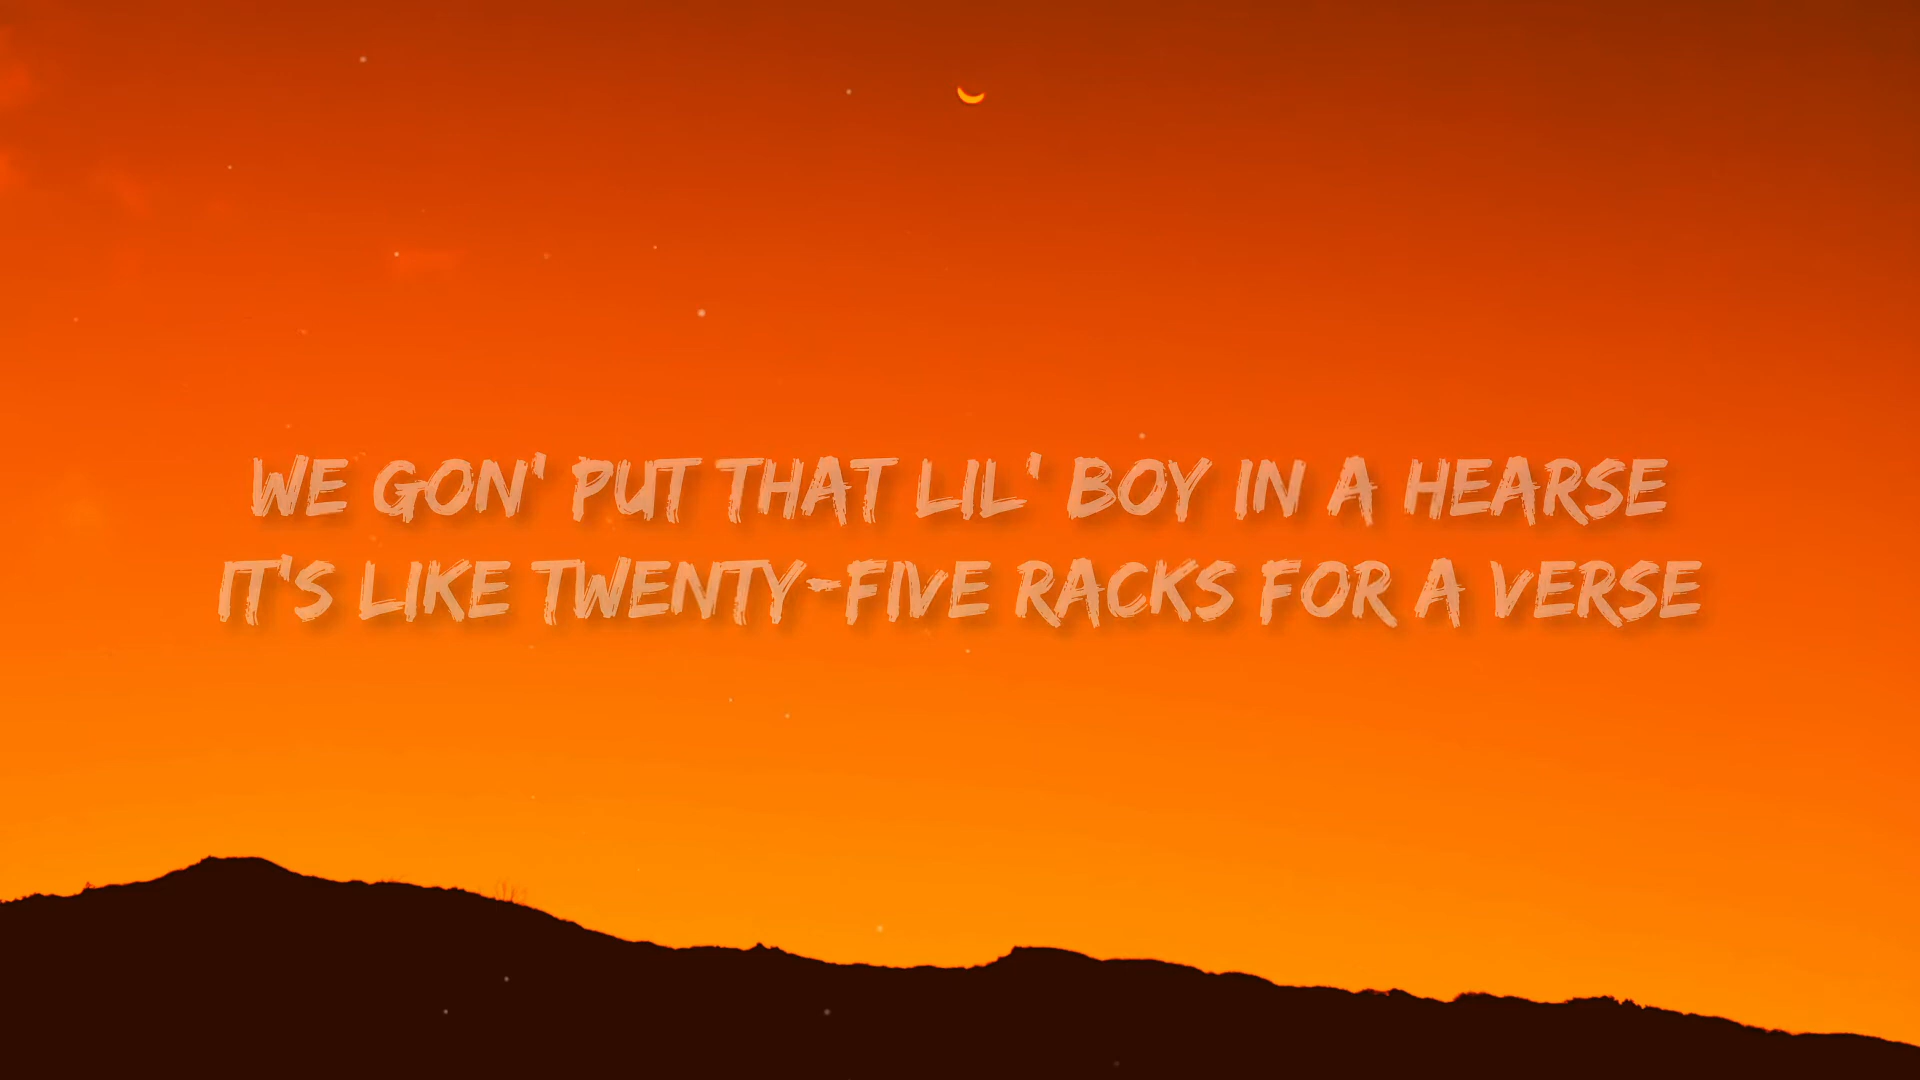 WE GON' PUT THAT LIL' BOY IN A HEARSE
IT'S LIKE TWENTY-FIVE RACKS FOR A VERSE